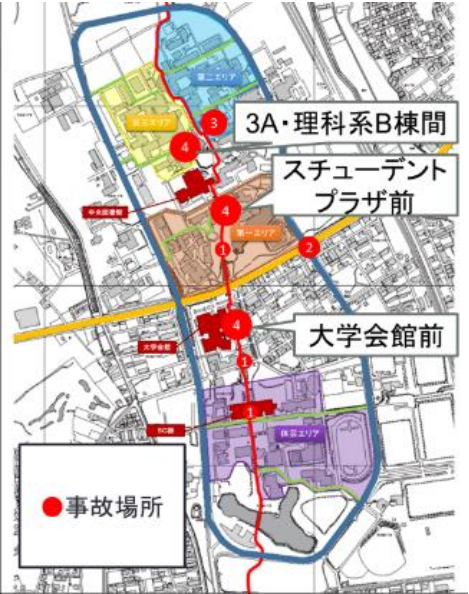 第二エリア
第三エリア
3
3A・理科系B棟間
4
スチューデント
プラザ前
中央図書館
4
第一エリア
1
2
4
大学会館前
大学会館
1
1
5C棟
体芸エリア
●事故場所